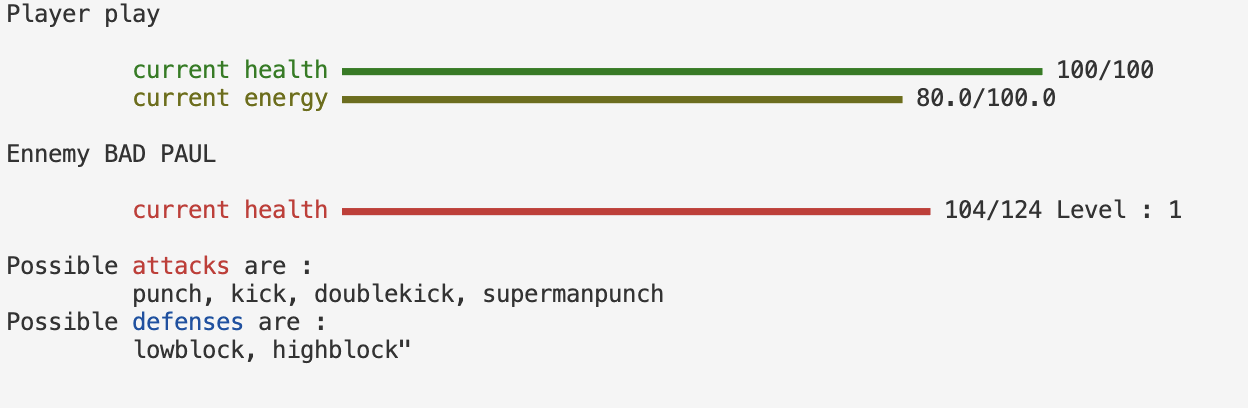 Player play
current health 100/100
current energy 80.0/100.0
Ennemy BAD PAUL
current health 104/124 Level : 1
Possible attacks are :
punch, kick, doublekick, supermanpunch
Possible defenses are :
lowblock, highblock"